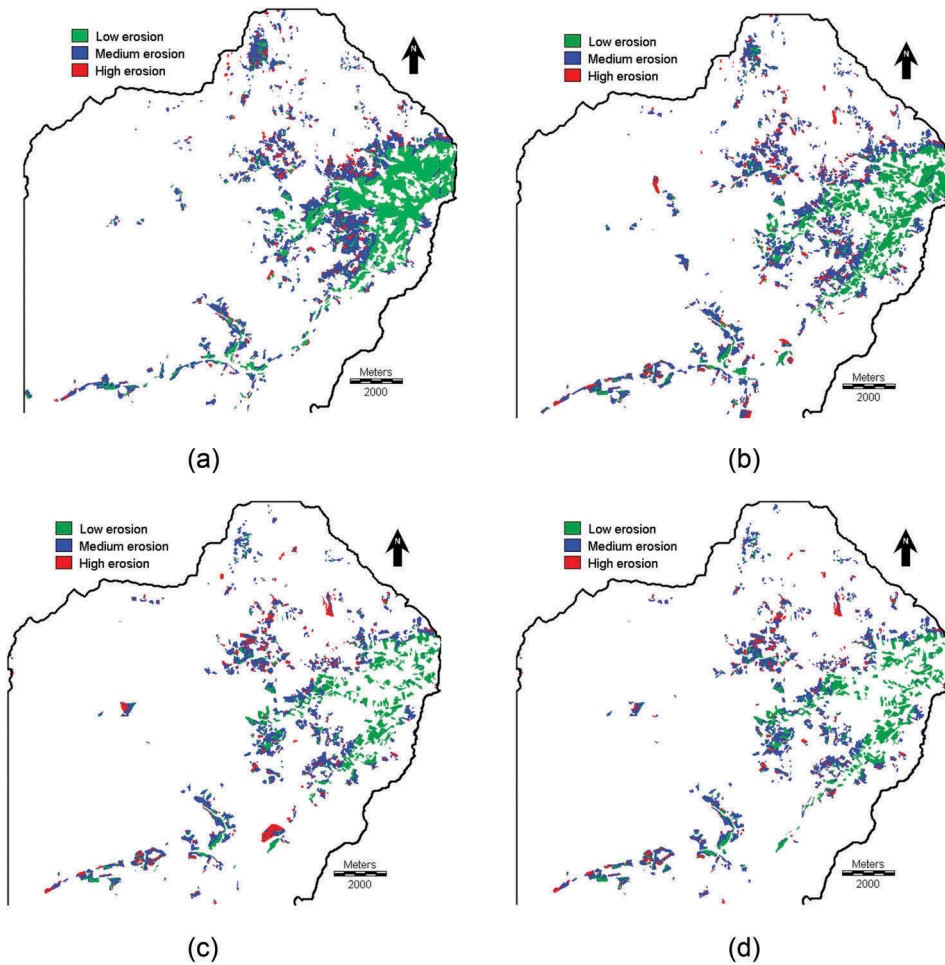 Low erosion
Medium erosion
High erosion
N
Meters
2000
(a)
Low erosion
Medium erosion
High erosion
N
Meters
2000
(b)
Low erosion
Medium erosion
High erosion
N
Meters
2000
(c)
Low erosion
Medium erosion
High erosion
N
Meters
2000
(d)